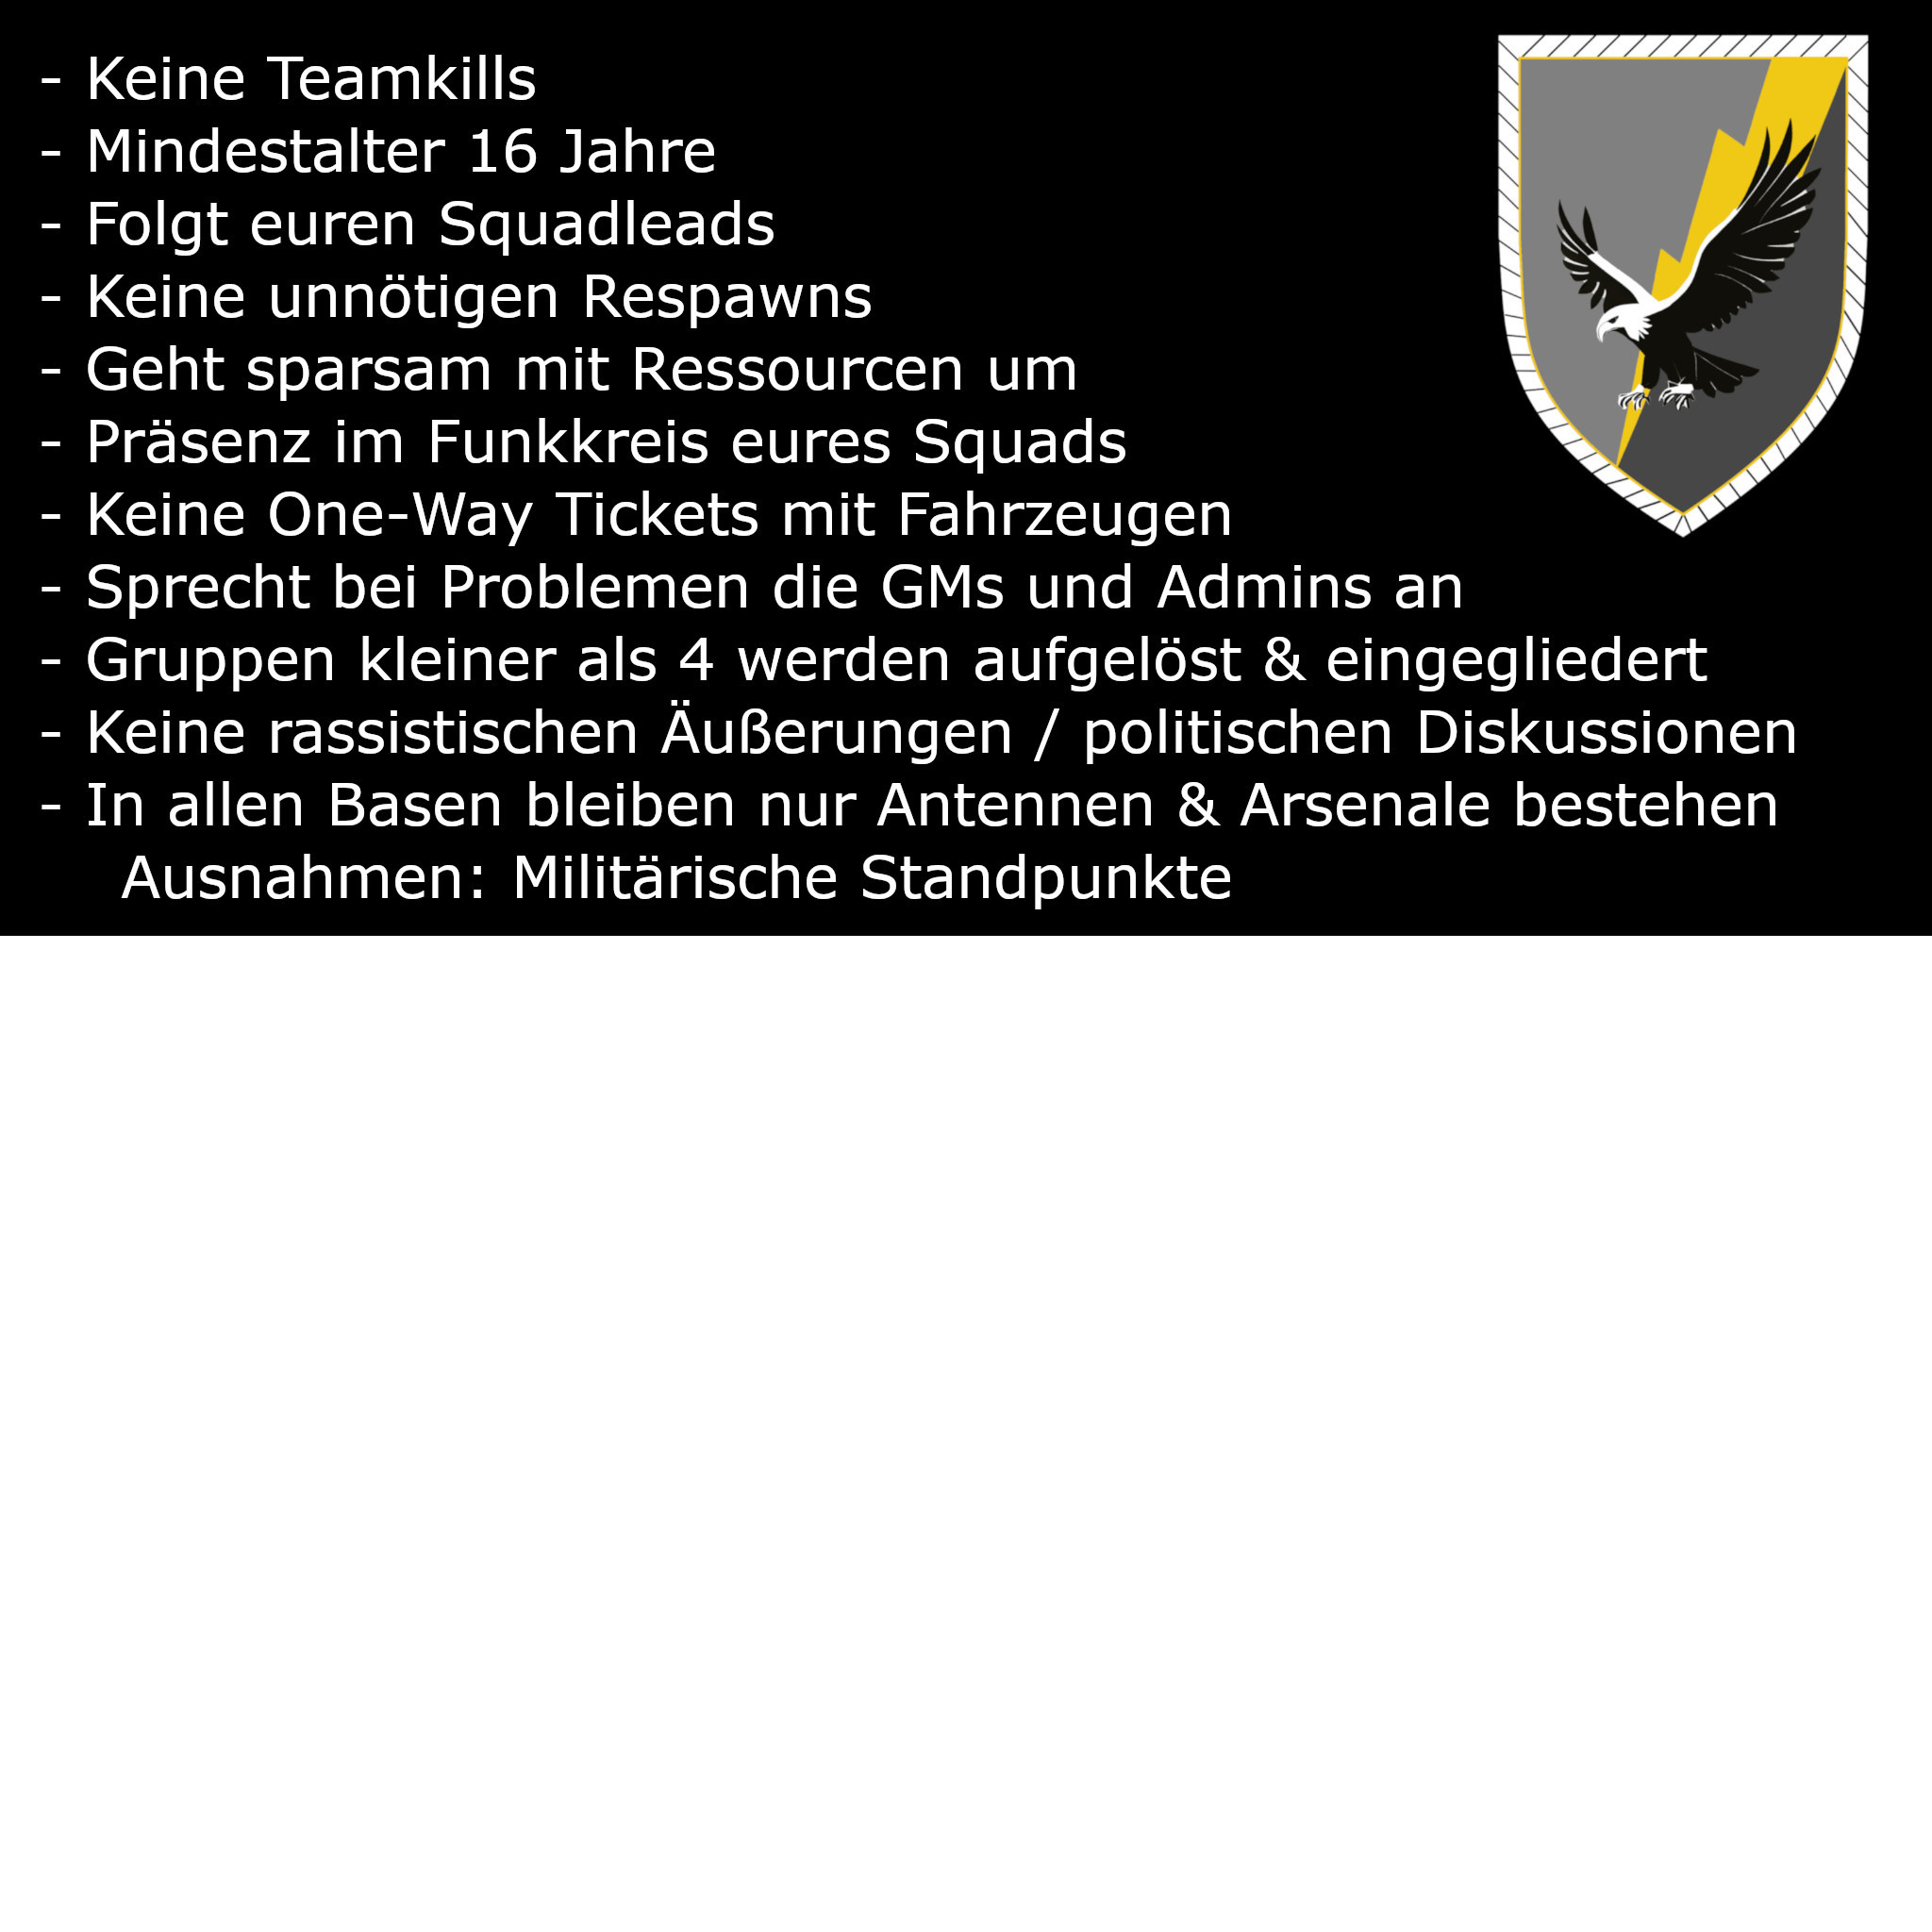 - Keine Teamkills
- Mindestalter 16 Jahre
- Folgt euren Squadleads
- Keine unnötigen Respawns
- Geht sparsam mit Ressourcen um
- Präsenz im Funkkreis eures Squads
- Keine One-Way Tickets mit Fahrzeugen
- Sprecht bei Problemen die GMs und Admins an
- Gruppen kleiner als 4 werden aufgelöst & eingegliedert
- Keine rassistischen Äußerungen / politischen Diskussionen
- In allen Basen bleiben nur Antennen & Arsenale bestehen
Ausnahmen: Militärische Standpunkte